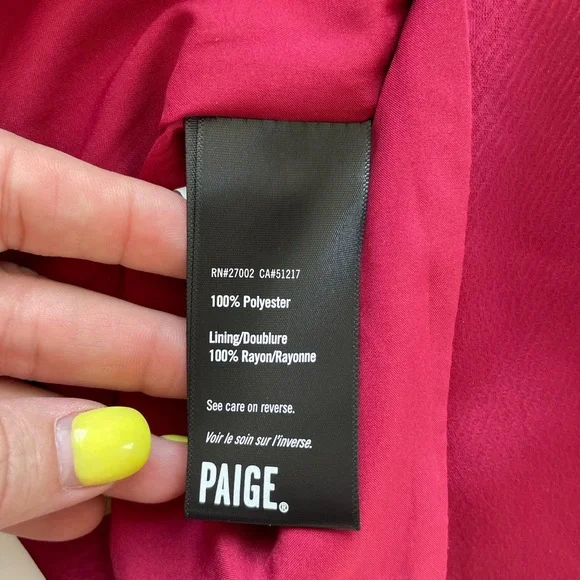 RN#27002 CA#51217
100% Polyester
Lining/Doublure
100% Rayon/Rayonne
See care on reverse.
Voir le soin sur l'inverse.
PAIGE®